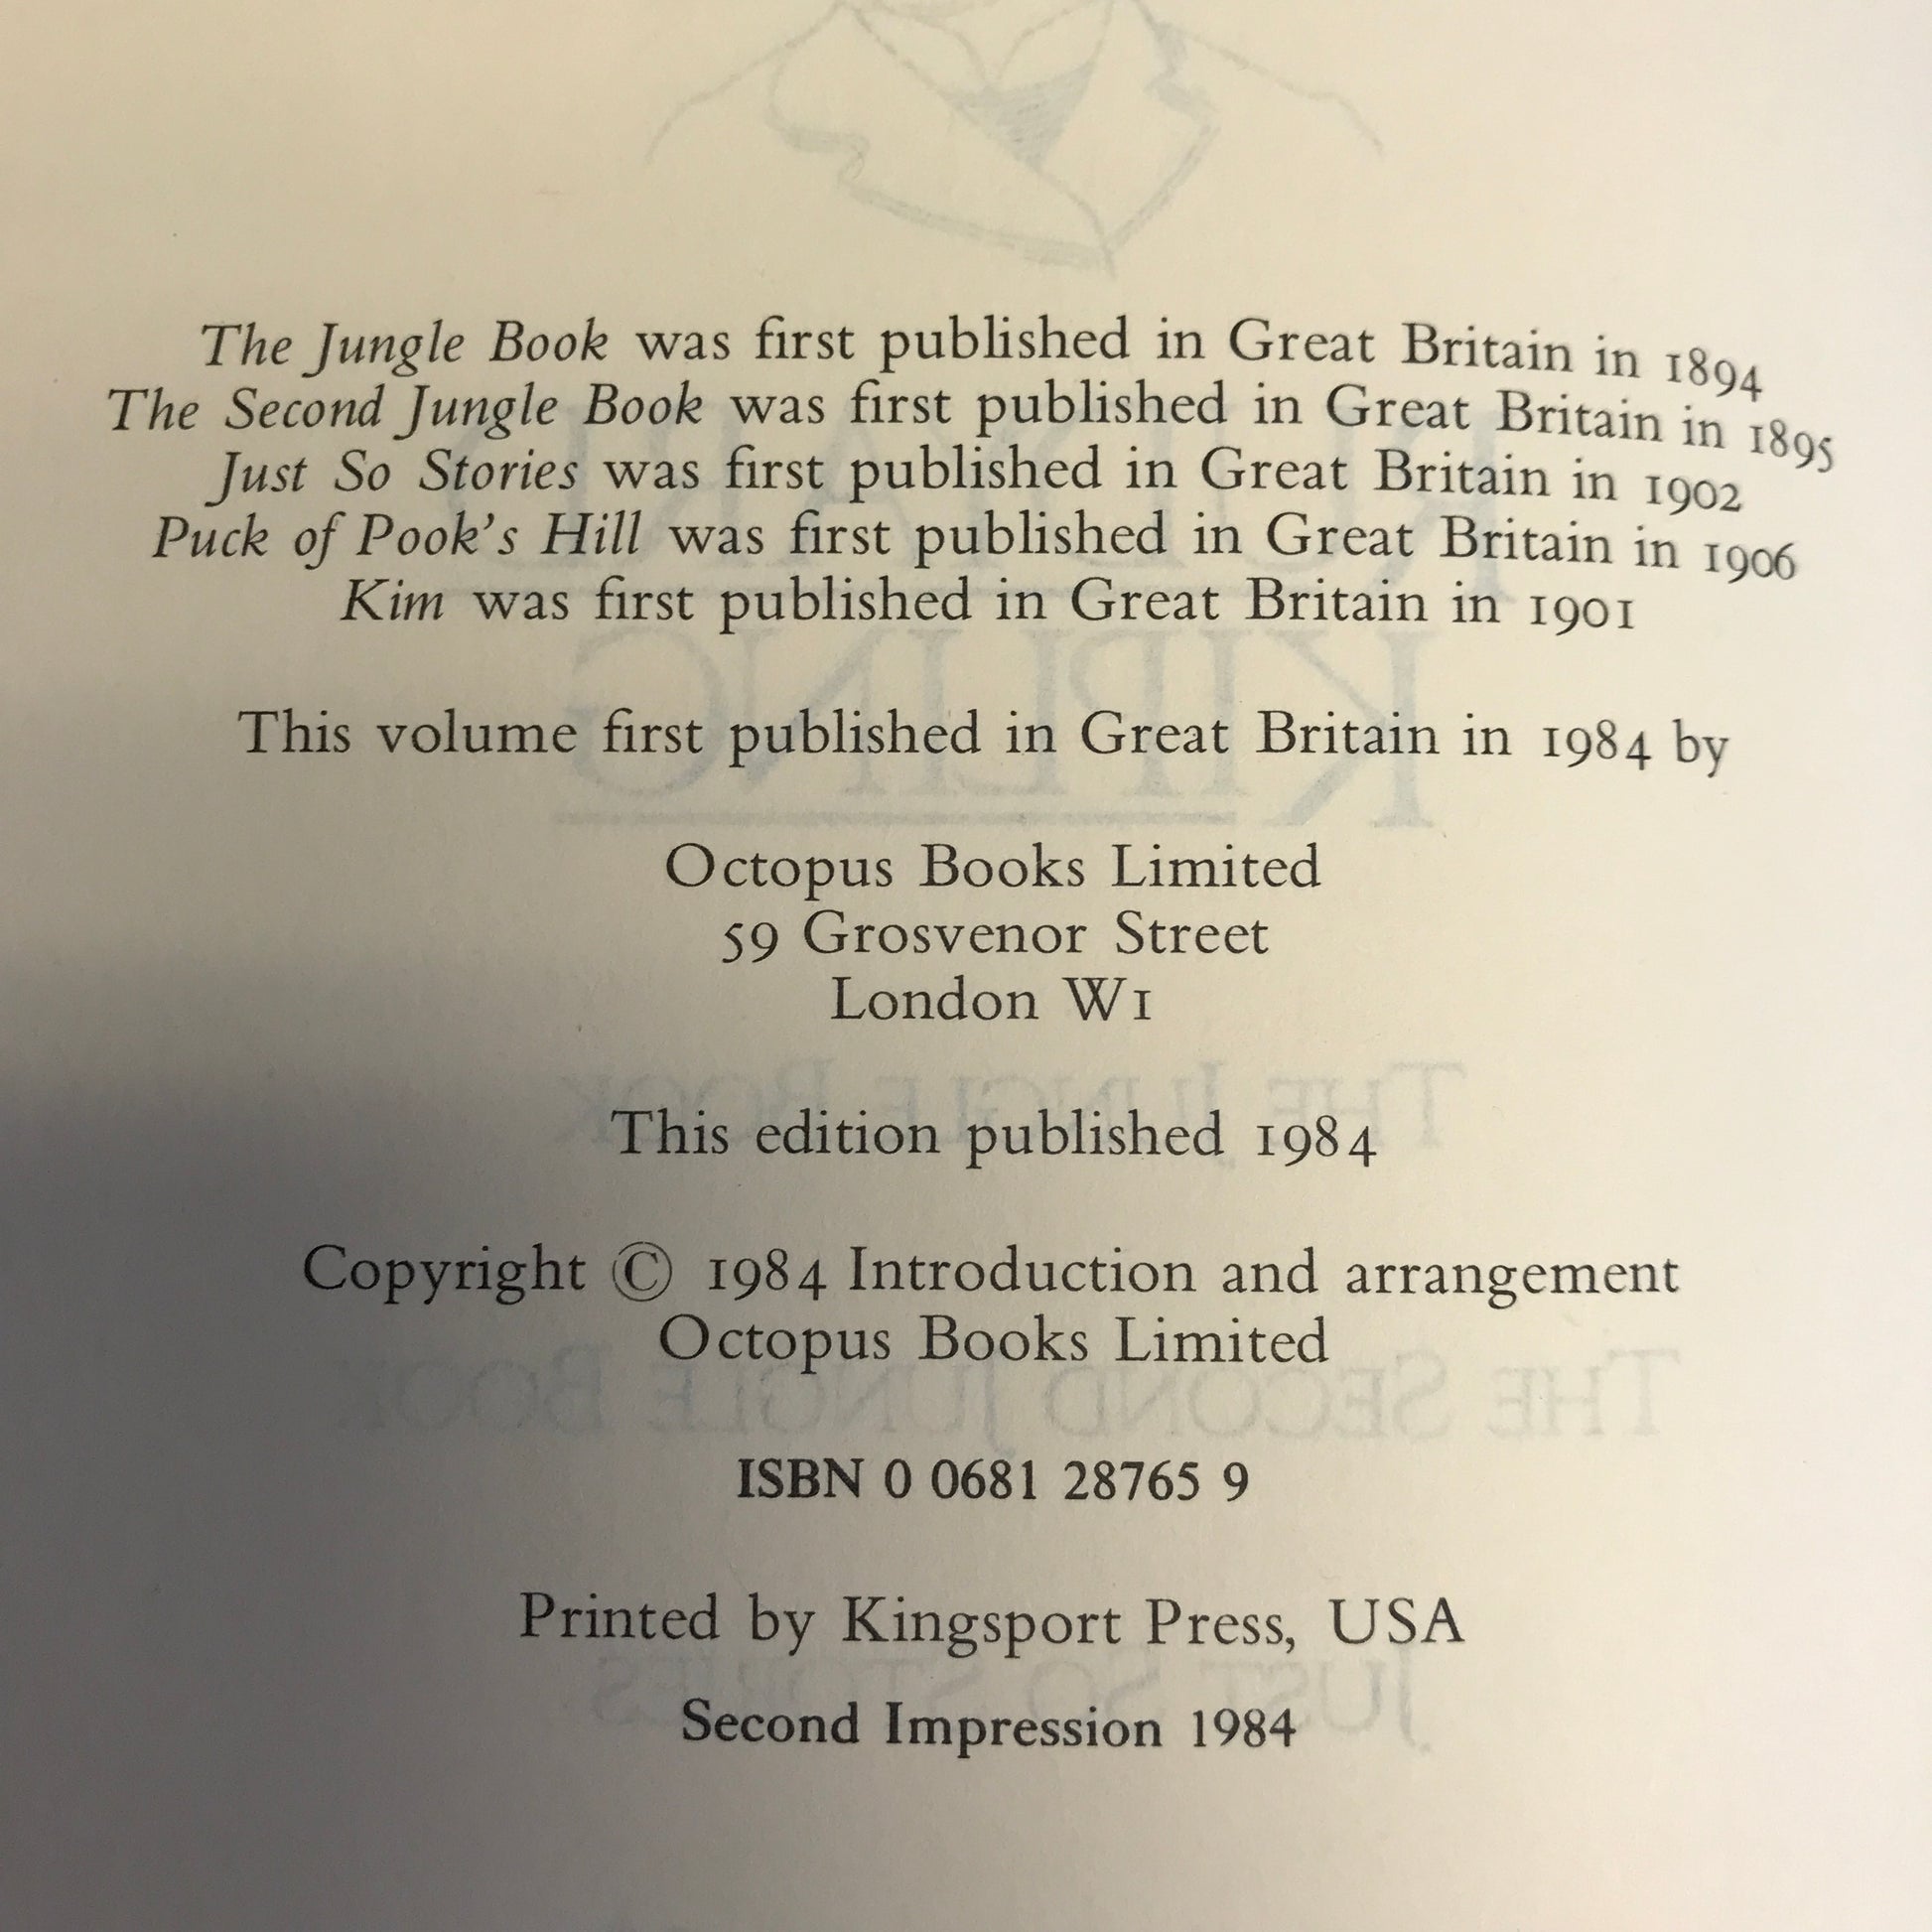 The Jungle Book was first published in Great Britain in 1894
The Second Jungle Book was first published in Great Britain in 1895
Just So Stories was first published in Great Britain in 1902
Puck of Pook's Hill was first published in Great Britain in 1906
Kim was first published in Great Britain in 1901
This volume first published in Great Britain in 1984 by
Octopus Books Limited
59 Grosvenor Street
London W1
This edition published 1984
Copyright © 1984 Introduction and arrangement
Octopus Books Limited
ISBN 0 0681 28765 9
Printed by Kingsport Press, USA
Second Impression 1984